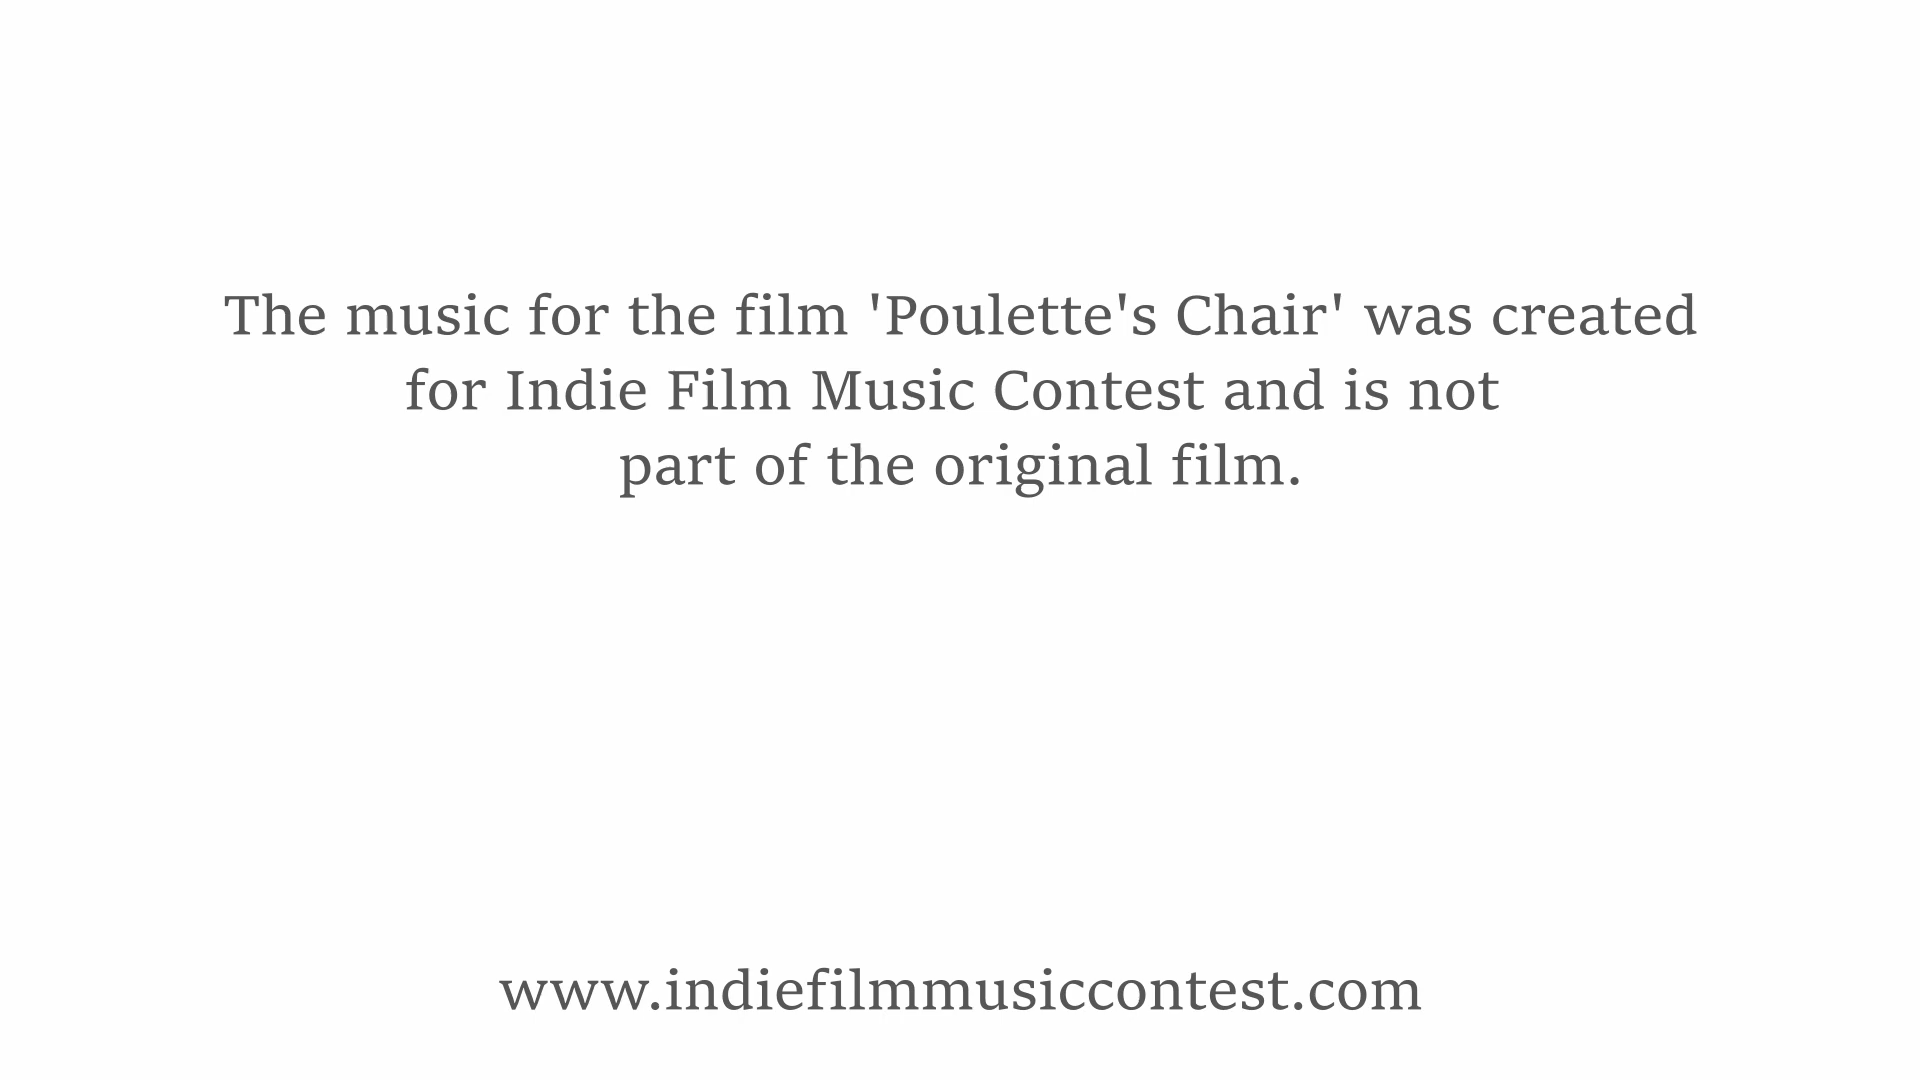 The music for the film 'Poulette's Chair' was created
for Indie Film Music Contest and is not
part of the original film.
www.indiefilmmusiccontest.com